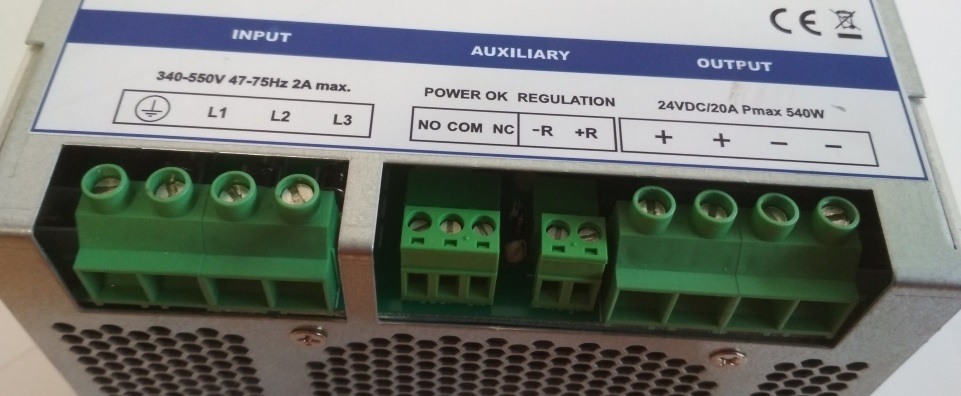 CE
INPUT
AUXILIARY
OUTPUT
340-550V 47-75Hz 2A max.
L1 L2 L3
POWER OK REGULATION
NO COM NC -R +R
24VDC/20A Pmax 540W
+ + - -